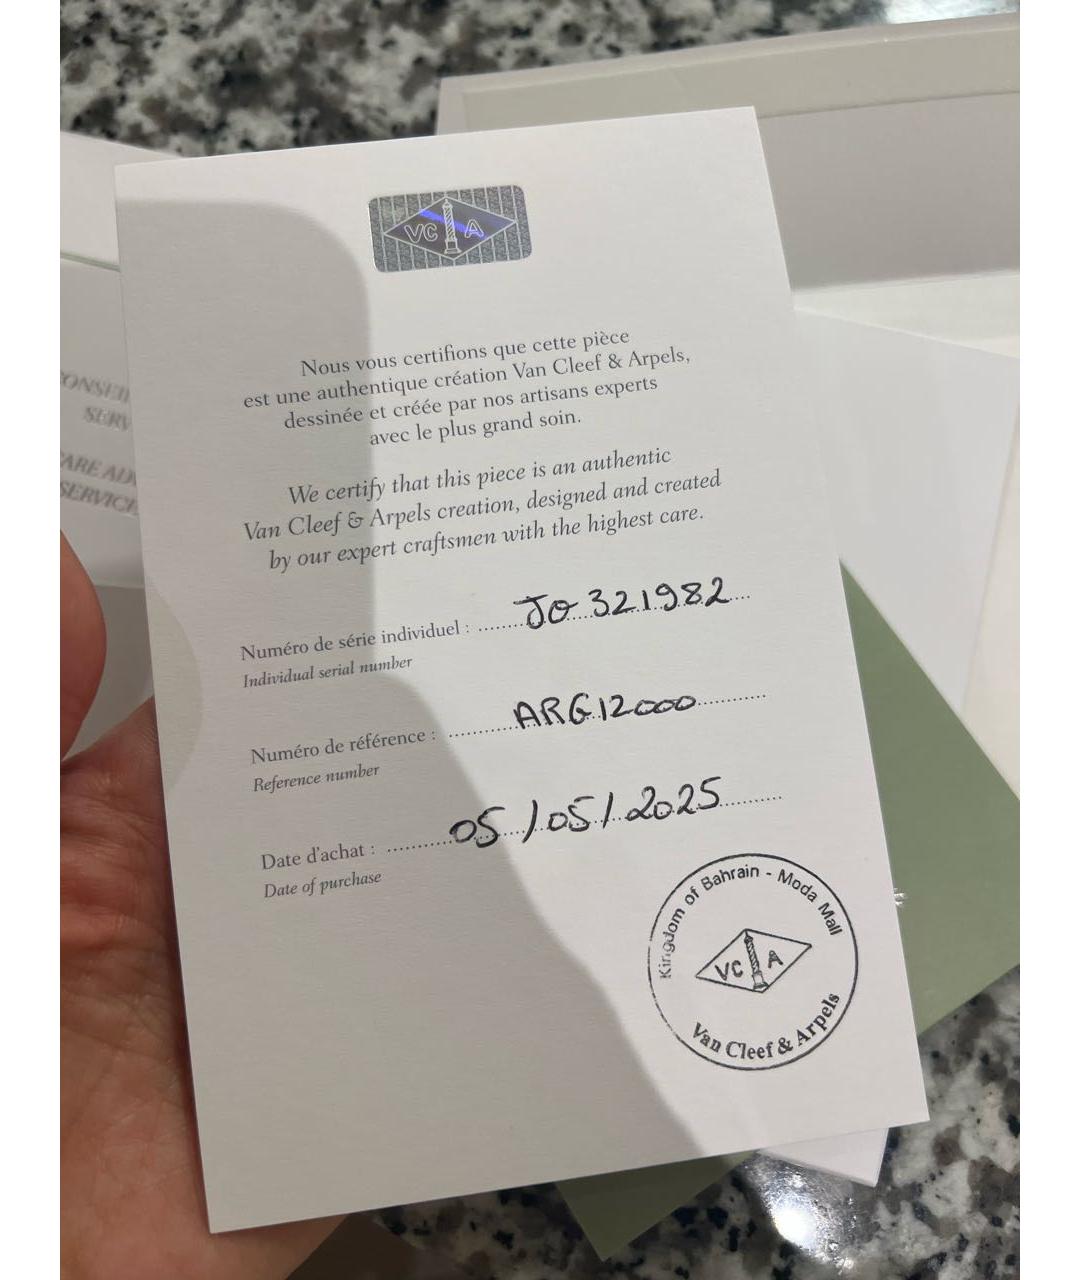 VC A
Nous vous certifions que cette pièce
est une authentique création Van Cleef & Arpels,
dessinée et créée par nos artisans experts
avec le plus grand soin.
We certify that this piece is an authentic
Van Cleef & Arpels creation, designed and created
by our expert craftsmen with the highest care.
Numéro de série individuel : JO 321982
Individual serial number
Numéro de référence : ARG12000
Reference number
Date d'achat : 05/05/2025
Date of purchase
Kingdom of Bahrain - Moda Mall
VC A
Van Cleef & Arpels